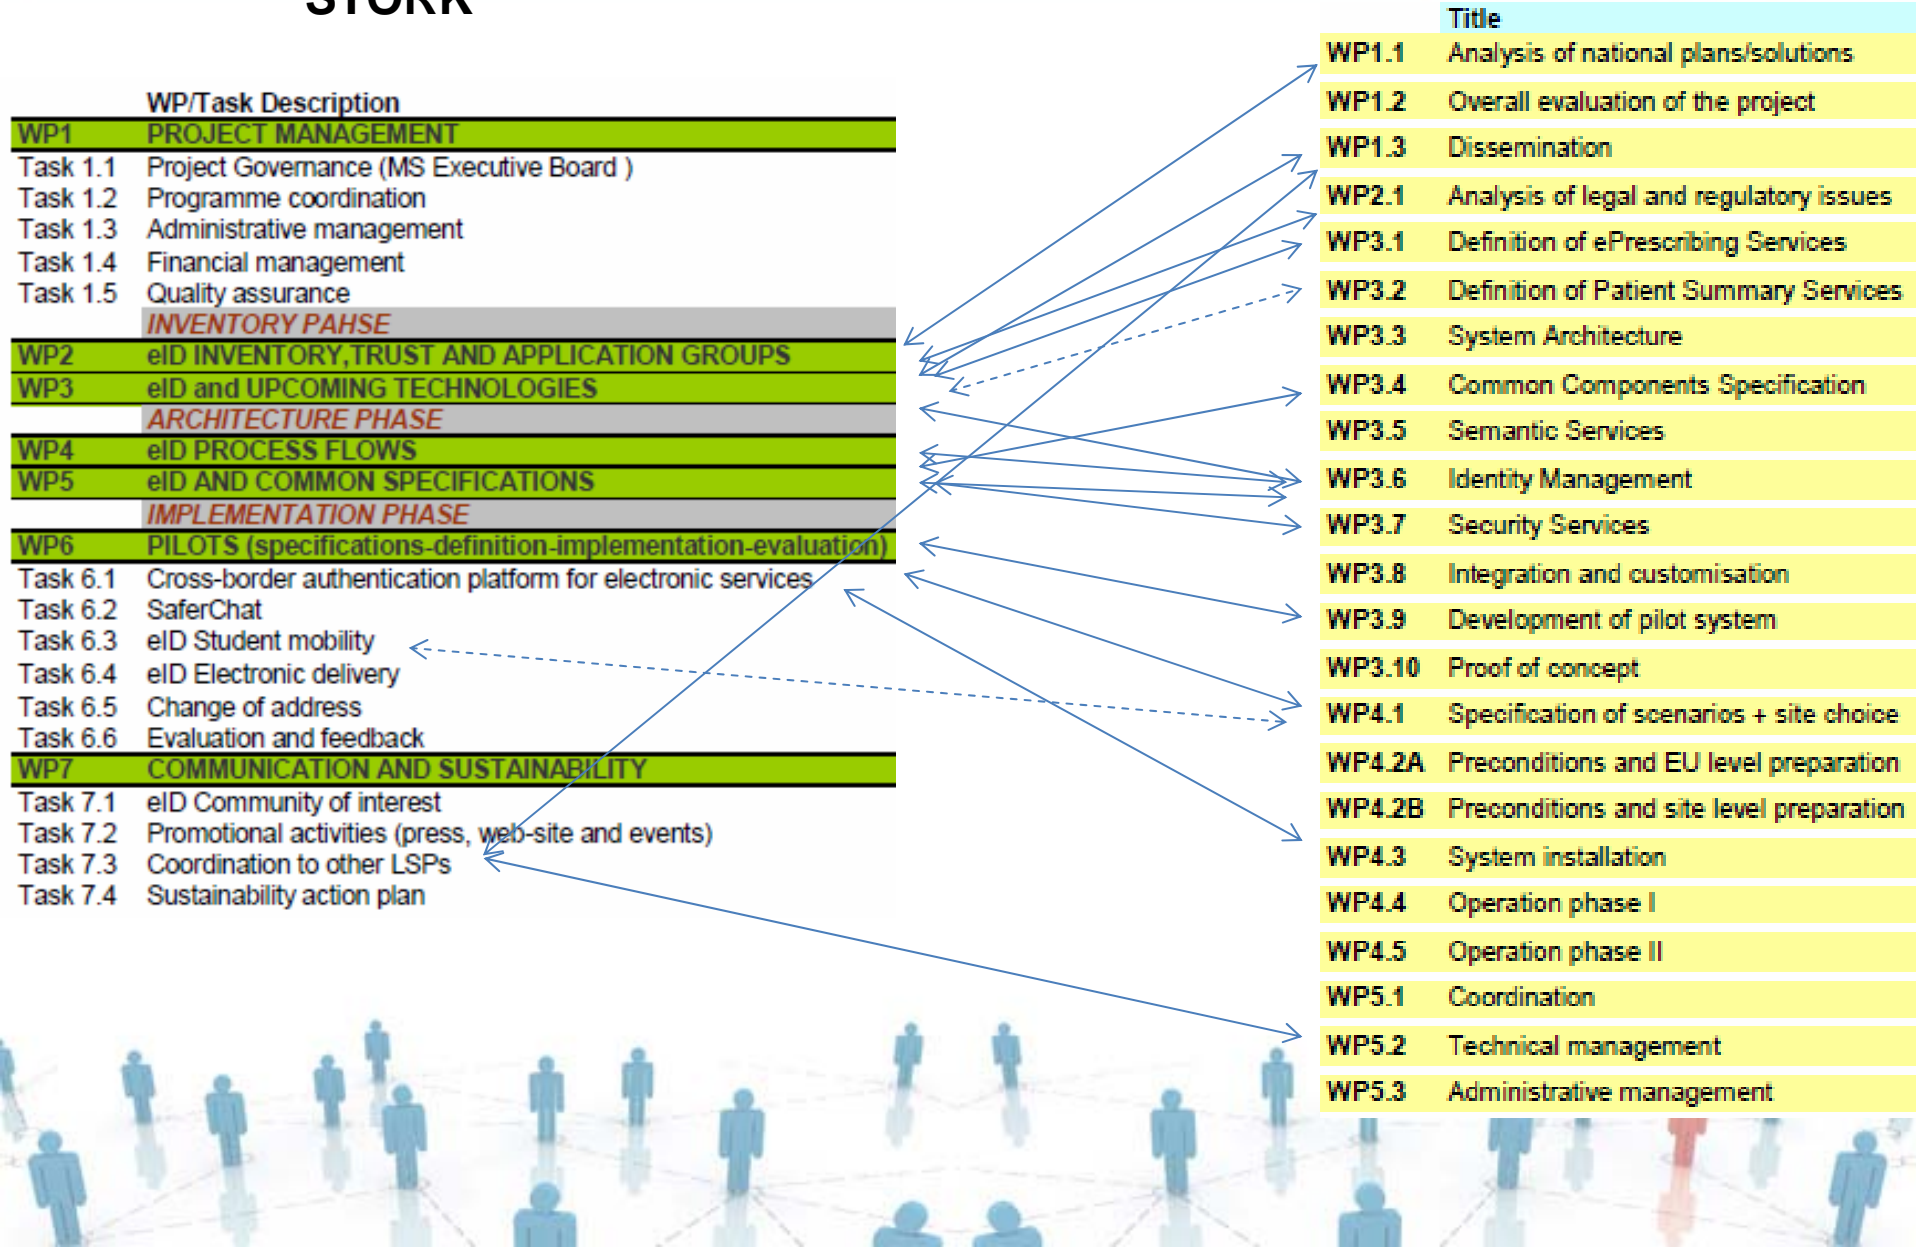 STORK
WP/Task Description
WP1 PROJECT MANAGEMENT
Task 1.1 Project Governance (MS Executive Board )
Task 1.2 Programme coordination
Task 1.3 Administrative management
Task 1.4 Financial management
Task 1.5 Quality assurance
INVENTORY PAHSE
WP2 eID INVENTORY,TRUST AND APPLICATION GROUPS
WP3 eID and UPCOMING TECHNOLOGIES
ARCHITECTURE PHASE
WP4 eID PROCESS FLOWS
WP5 eID AND COMMON SPECIFICATIONS
IMPLEMENTATION PHASE
WP6 PILOTS (specifications-definition-implementation-evaluation)
Task 6.1 Cross-border authentication platform for electronic services
Task 6.2 SaferChat
Task 6.3 eID Student mobility
Task 6.4 eID Electronic delivery
Task 6.5 Change of address
Task 6.6 Evaluation and feedback
WP7 COMMUNICATION AND SUSTAINABILITY
Task 7.1 eID Community of interest
Task 7.2 Promotional activities (press, web-site and events)
Task 7.3 Coordination to other LSPs
Task 7.4 Sustainability action plan
Title
WP1.1 Analysis of national plans/solutions
WP1.2 Overall evaluation of the project
WP1.3 Dissemination
WP2.1 Analysis of legal and regulatory issues
WP3.1 Definition of ePrescribing Services
WP3.2 Definition of Patient Summary Services
WP3.3 System Architecture
WP3.4 Common Components Specification
WP3.5 Semantic Services
WP3.6 Identity Management
WP3.7 Security Services
WP3.8 Integration and customisation
WP3.9 Development of pilot system
WP3.10 Proof of concept
WP4.1 Specification of scenarios + site choice
WP4.2A Preconditions and EU level preparation
WP4.2B Preconditions and site level preparation
WP4.3 System installation
WP4.4 Operation phase I
WP4.5 Operation phase II
WP5.1 Coordination
WP5.2 Technical management
WP5.3 Administrative management